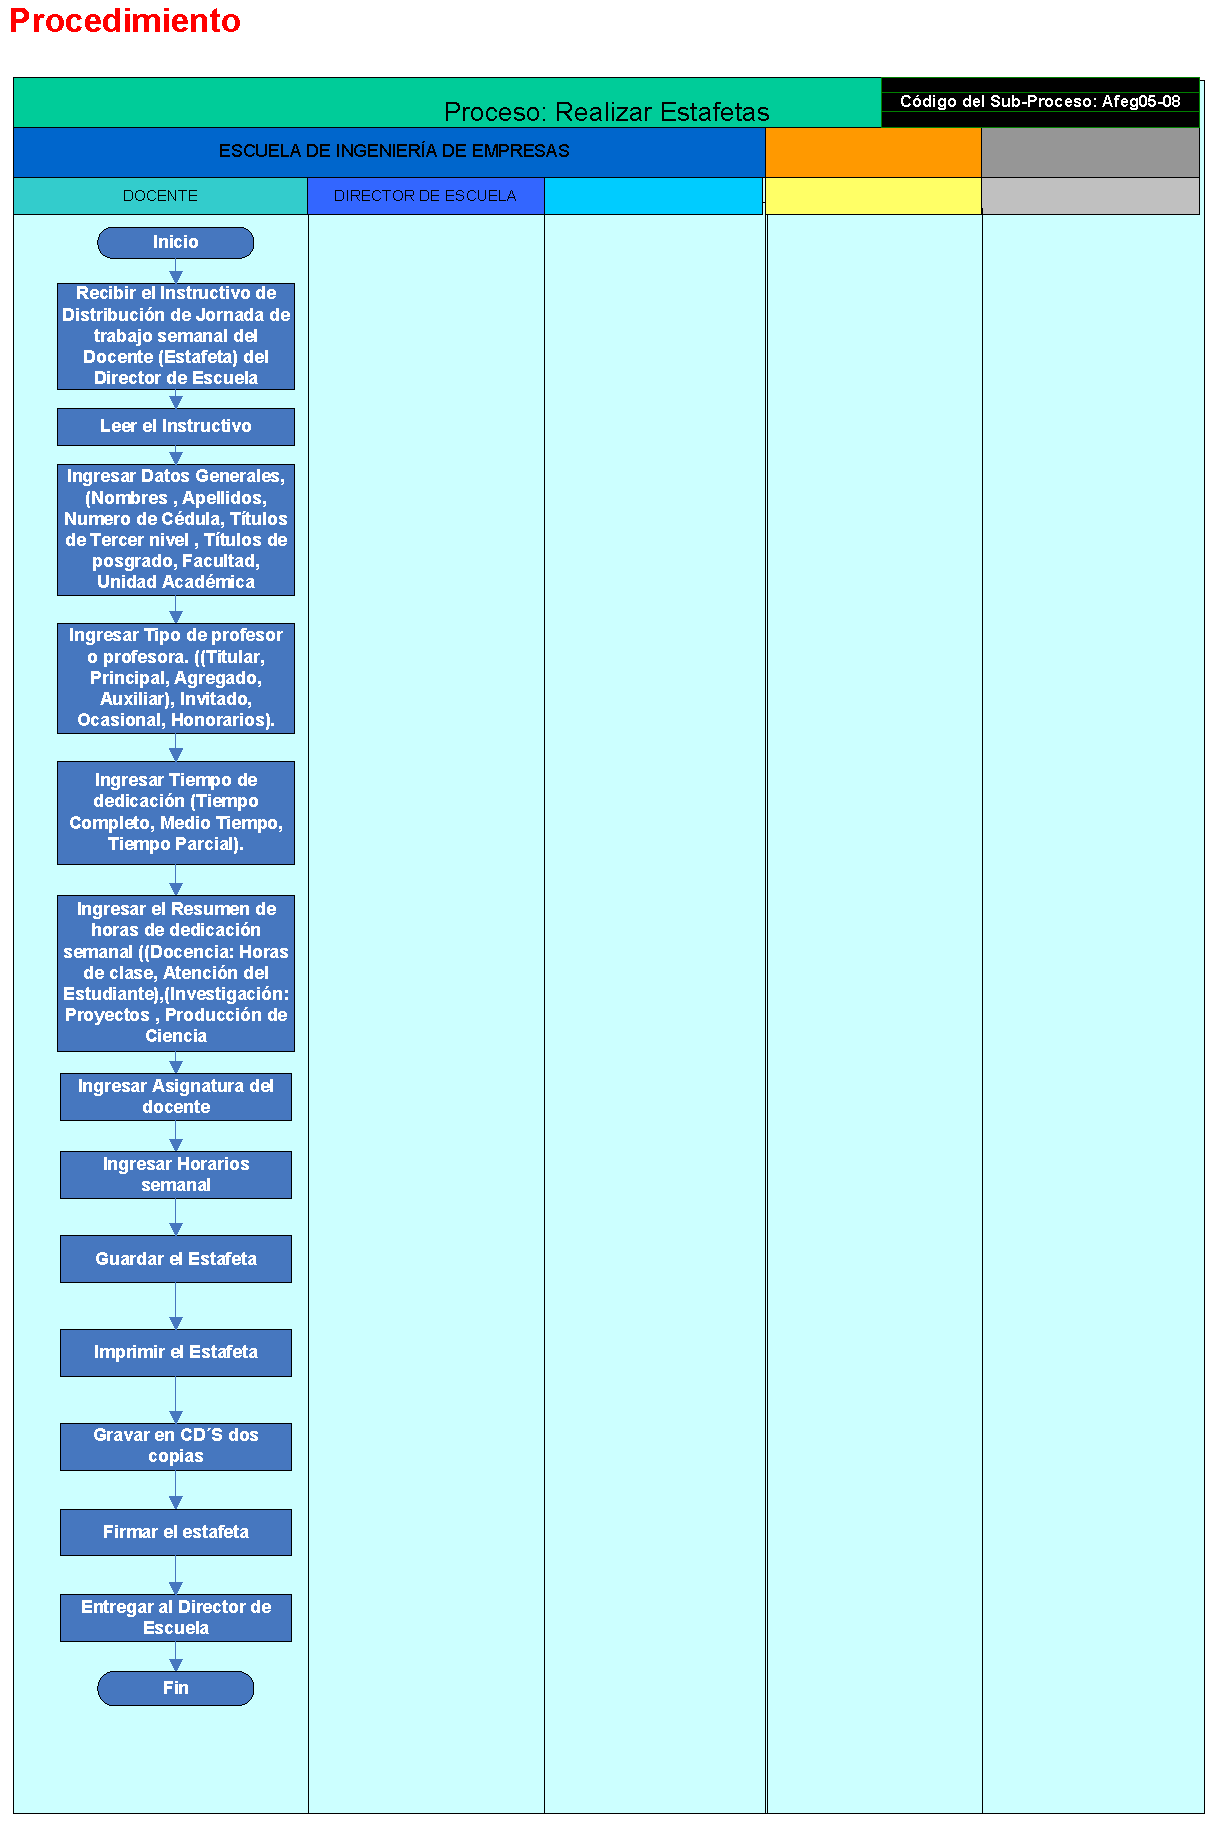 Procedimiento
Proceso: Realizar Estafetas
Código del Sub-Proceso: Afeg05-08
ESCUELA DE INGENIERÍA DE EMPRESAS
DOCENTE
DIRECTOR DE ESCUELA
Inicio
Recibir el Instructivo de
Distribución de Jornada de
trabajo semanal del
Docente (Estafeta) del
Director de Escuela
Leer el Instructivo
Ingresar Datos Generales,
(Nombres , Apellidos,
Numero de Cédula, Títulos
de Tercer nivel , Títulos de
posgrado, Facultad,
Unidad Académica
Ingresar Tipo de profesor
o profesora. ((Titular,
Principal, Agregado,
Auxiliar), Invitado,
Ocasional, Honorarios).
Ingresar Tiempo de
dedicación (Tiempo
Completo, Medio Tiempo,
Tiempo Parcial).
Ingresar el Resumen de
horas de dedicación
semanal ((Docencia: Horas
de clase, Atención del
Estudiante),(Investigación:
Proyectos , Producción de
Ciencia
Ingresar Asignatura del
docente
Ingresar Horarios
semanal
Guardar el Estafeta
Imprimir el Estafeta
Gravar en CD´S dos
copias
Firmar el estafeta
Entregar al Director de
Escuela
Fin